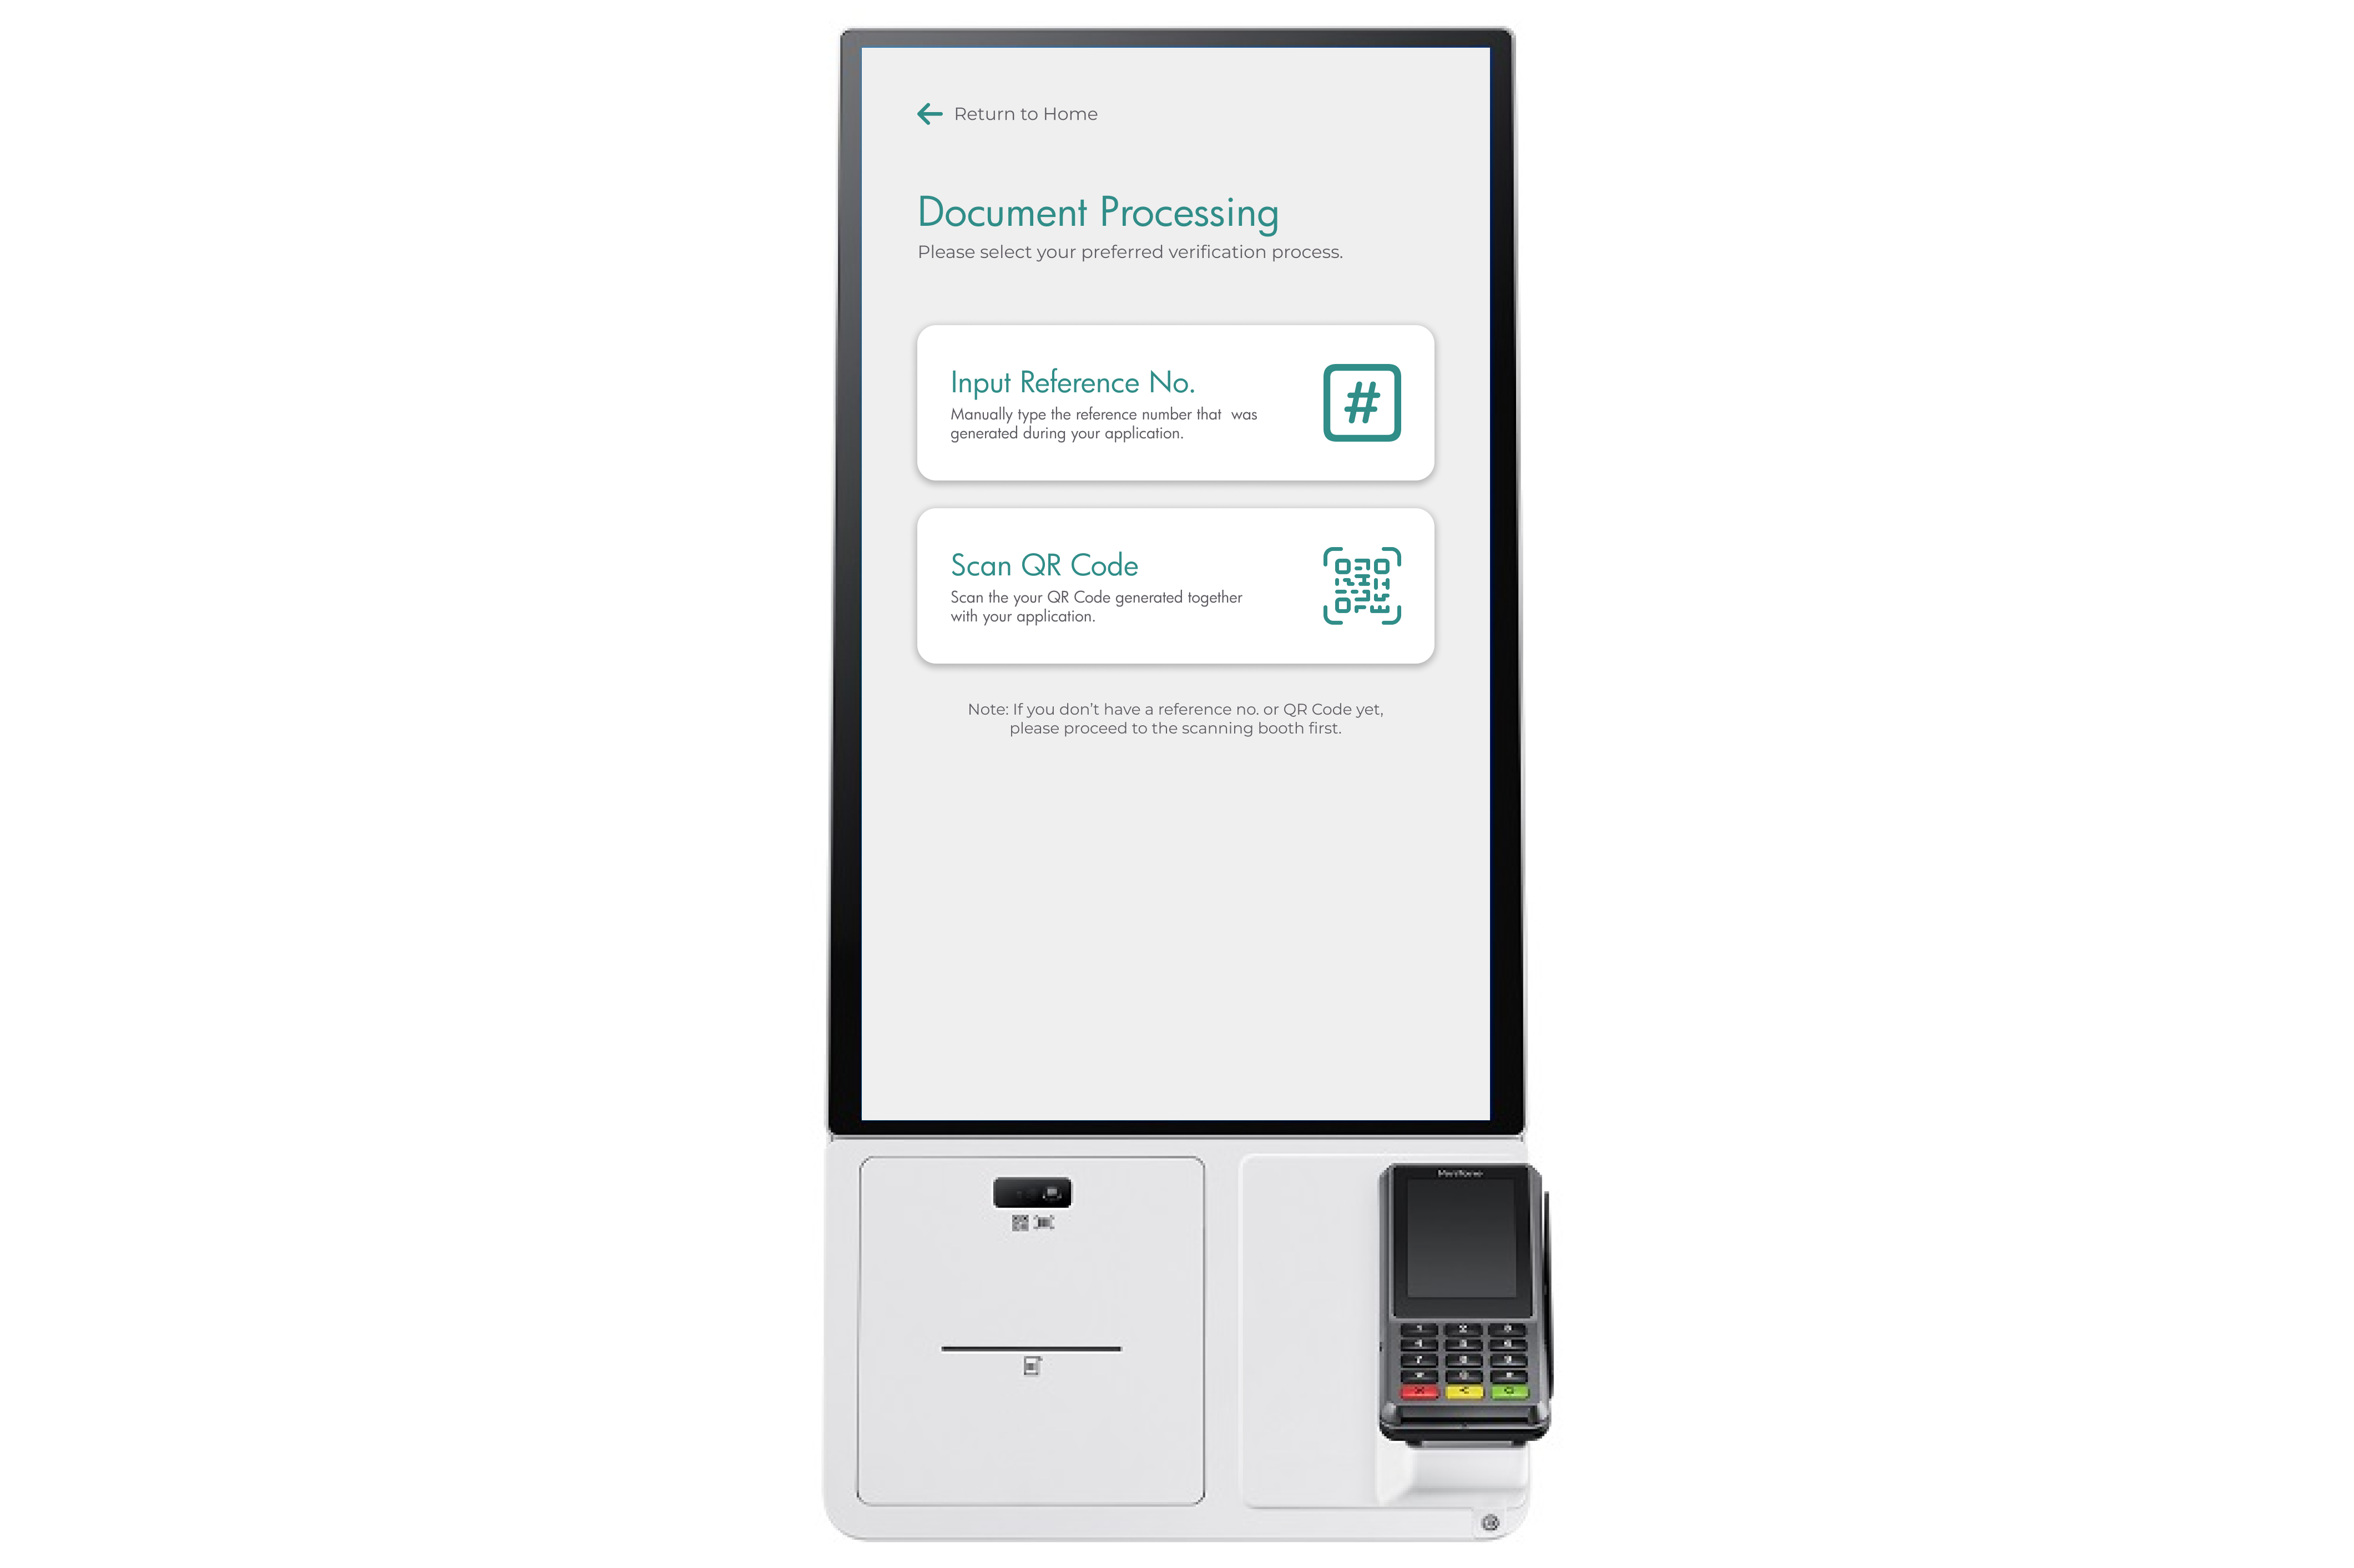 Return to Home
Document Processing
Please select your preferred verification process.
Input Reference No.
Manually type the reference number that was
generated during your application.
#
Scan QR Code
Scan the your QR Code generated together
with your application.
Note: If you don’t have a reference no. or QR Code yet,
please proceed to the scanning booth first.